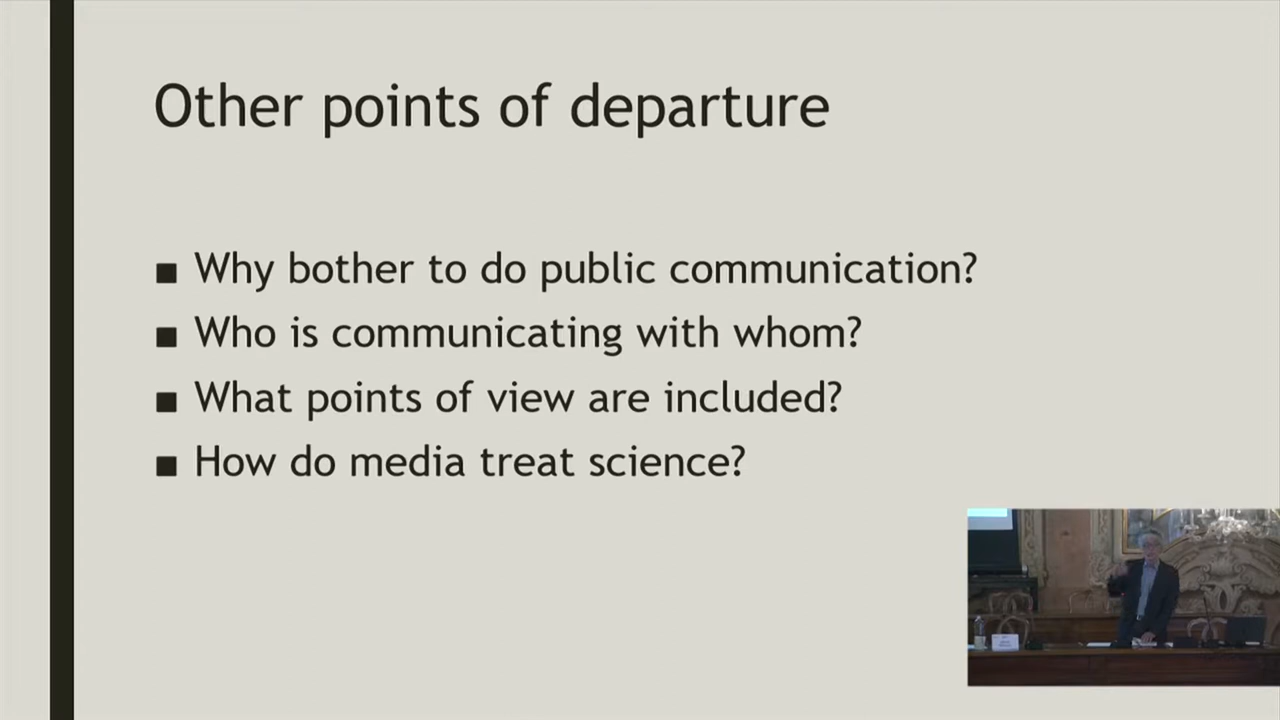 Other points of departure
■ Why bother to do public communication?
■ Who is communicating with whom?
■ What points of view are included?
■ How do media treat science?